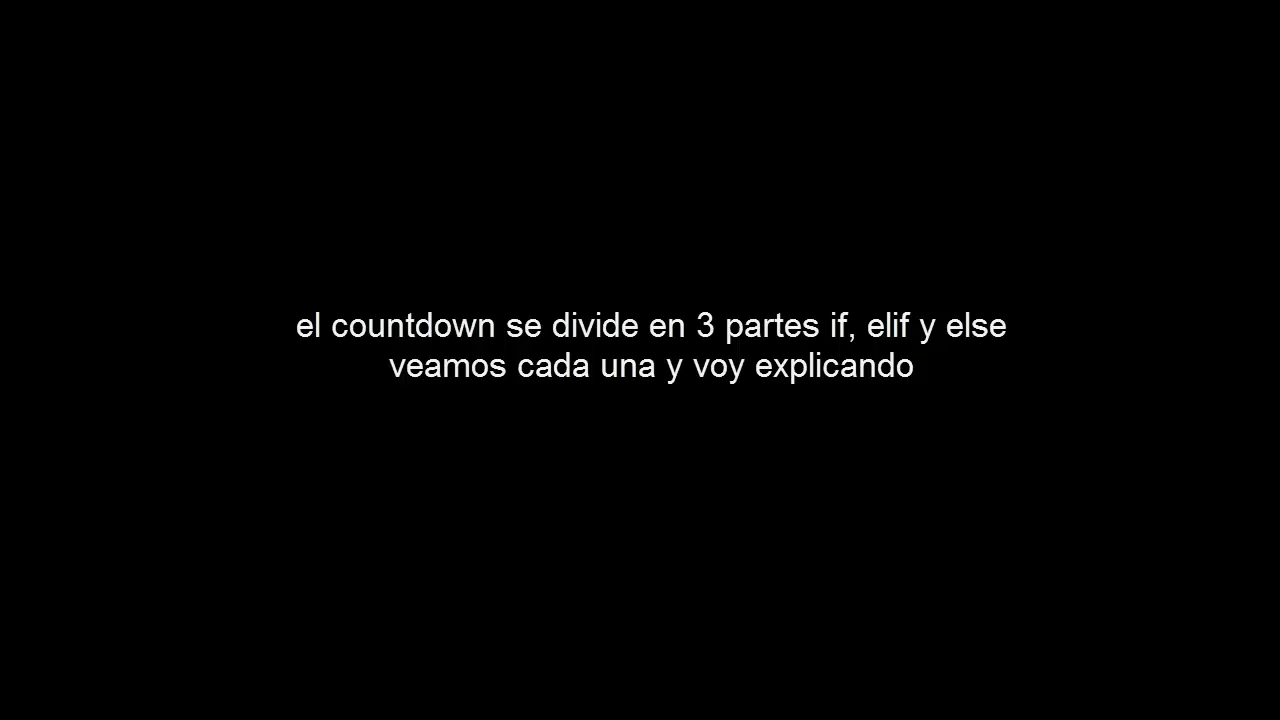 el countdown se divide en 3 partes if, elif y else
veamos cada una y voy explicando